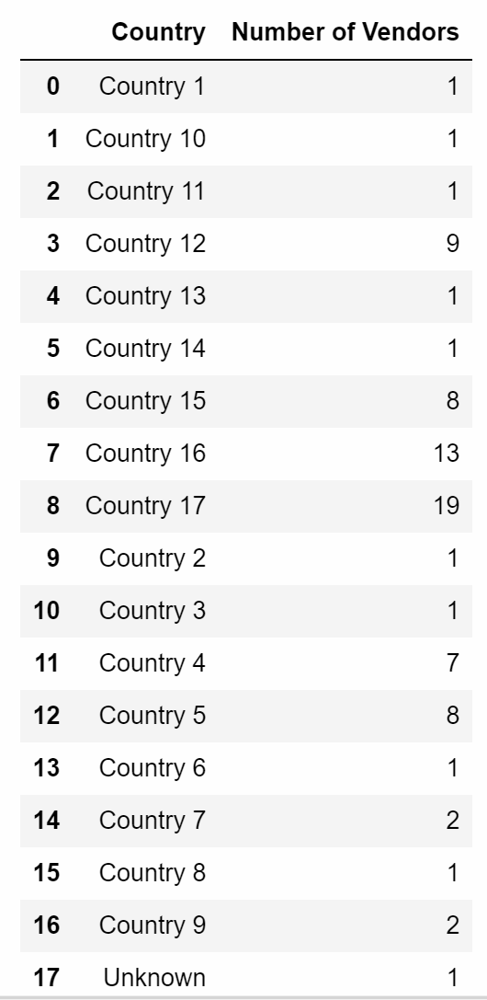 Country Number of Vendors
0 Country 1 1
1 Country 10 1
2 Country 11 1
3 Country 12 9
4 Country 13 1
5 Country 14 1
6 Country 15 8
7 Country 16 13
8 Country 17 19
9 Country 2 1
10 Country 3 1
11 Country 4 7
12 Country 5 8
13 Country 6 1
14 Country 7 2
15 Country 8 1
16 Country 9 2
17 Unknown 1